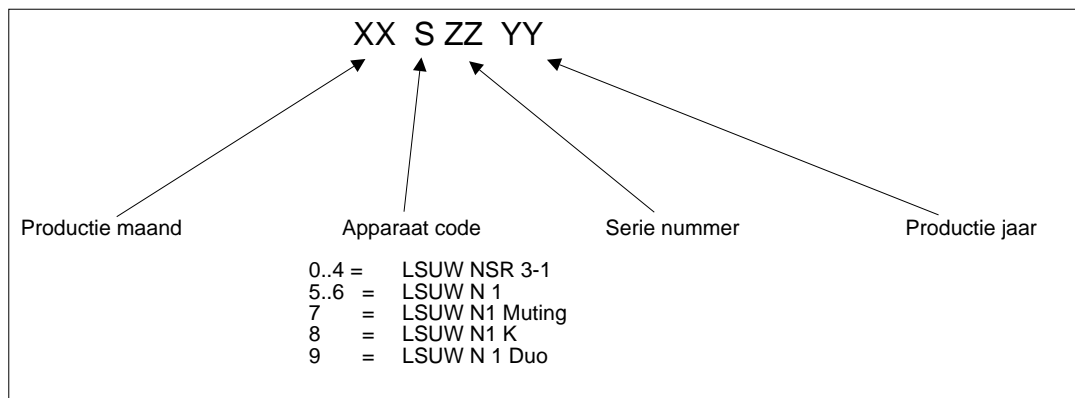 XX S ZZ YY
Productie maand Apparaat code Serie nummer Productie jaar
0..4 = LSUW NSR 3-1
5..6 = LSUW N 1
7 = LSUW N1 Muting
8 = LSUW N1 K
9 = LSUW N 1 Duo